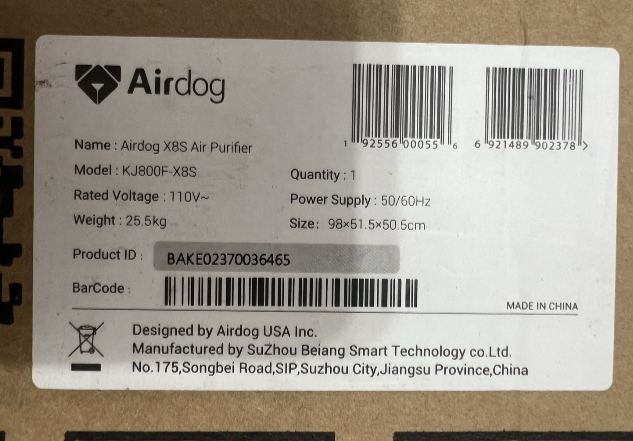 Airdog
1 92556 00055 6
6 921489 902378 >
Name : Airdog X8S Air Purifier
Model : KJ800F-X8S
Quantity : 1
Rated Voltage : 110V~
Power Supply : 50/60Hz
Weight : 25.5kg
Size: 98×51.5×50.5cm
Product ID : BAKE02370036465
BarCode :
MADE IN CHINA
Designed by Airdog USA Inc.
Manufactured by SuZhou Beiang Smart Technology co.Ltd.
No.175,Songbei Road,SIP,Suzhou City,Jiangsu Province,China